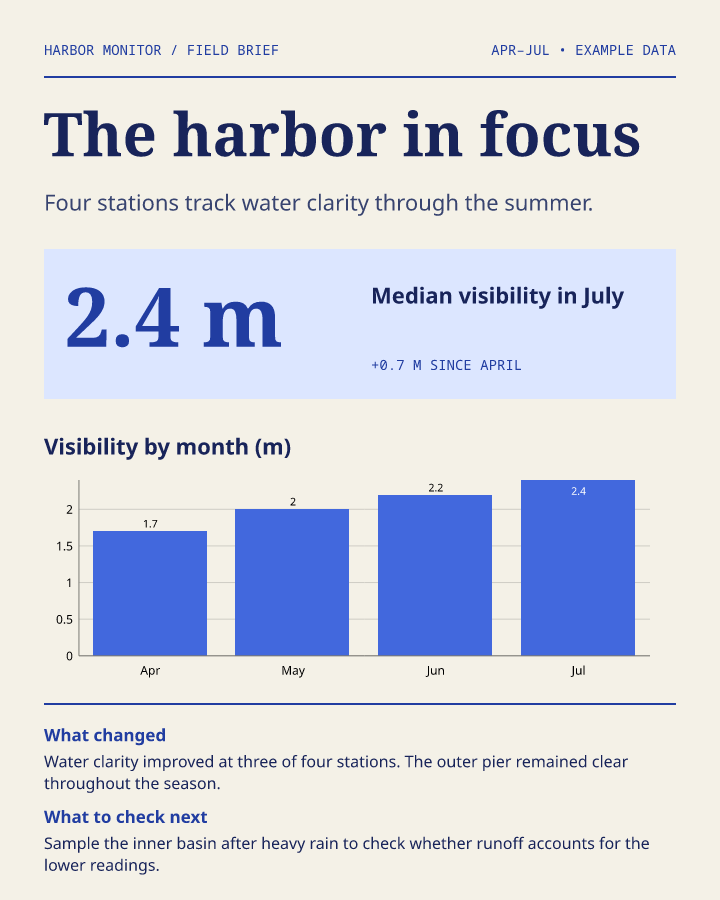 HARBOR MONITOR / FIELD BRIEF
APR–JUL • EXAMPLE DATA
The harbor in focus
Four stations track water clarity through the summer.
2.4 m
Median visibility in July
+0.7 M SINCE APRIL
Visibility by month (m)
2
1.5
1
0.5
0
1.7
2
2.2
2.4
Apr
May
Jun
Jul
What changed
Water clarity improved at three of four stations. The outer pier remained clear
throughout the season.
What to check next
Sample the inner basin after heavy rain to check whether runoff accounts for the
lower readings.